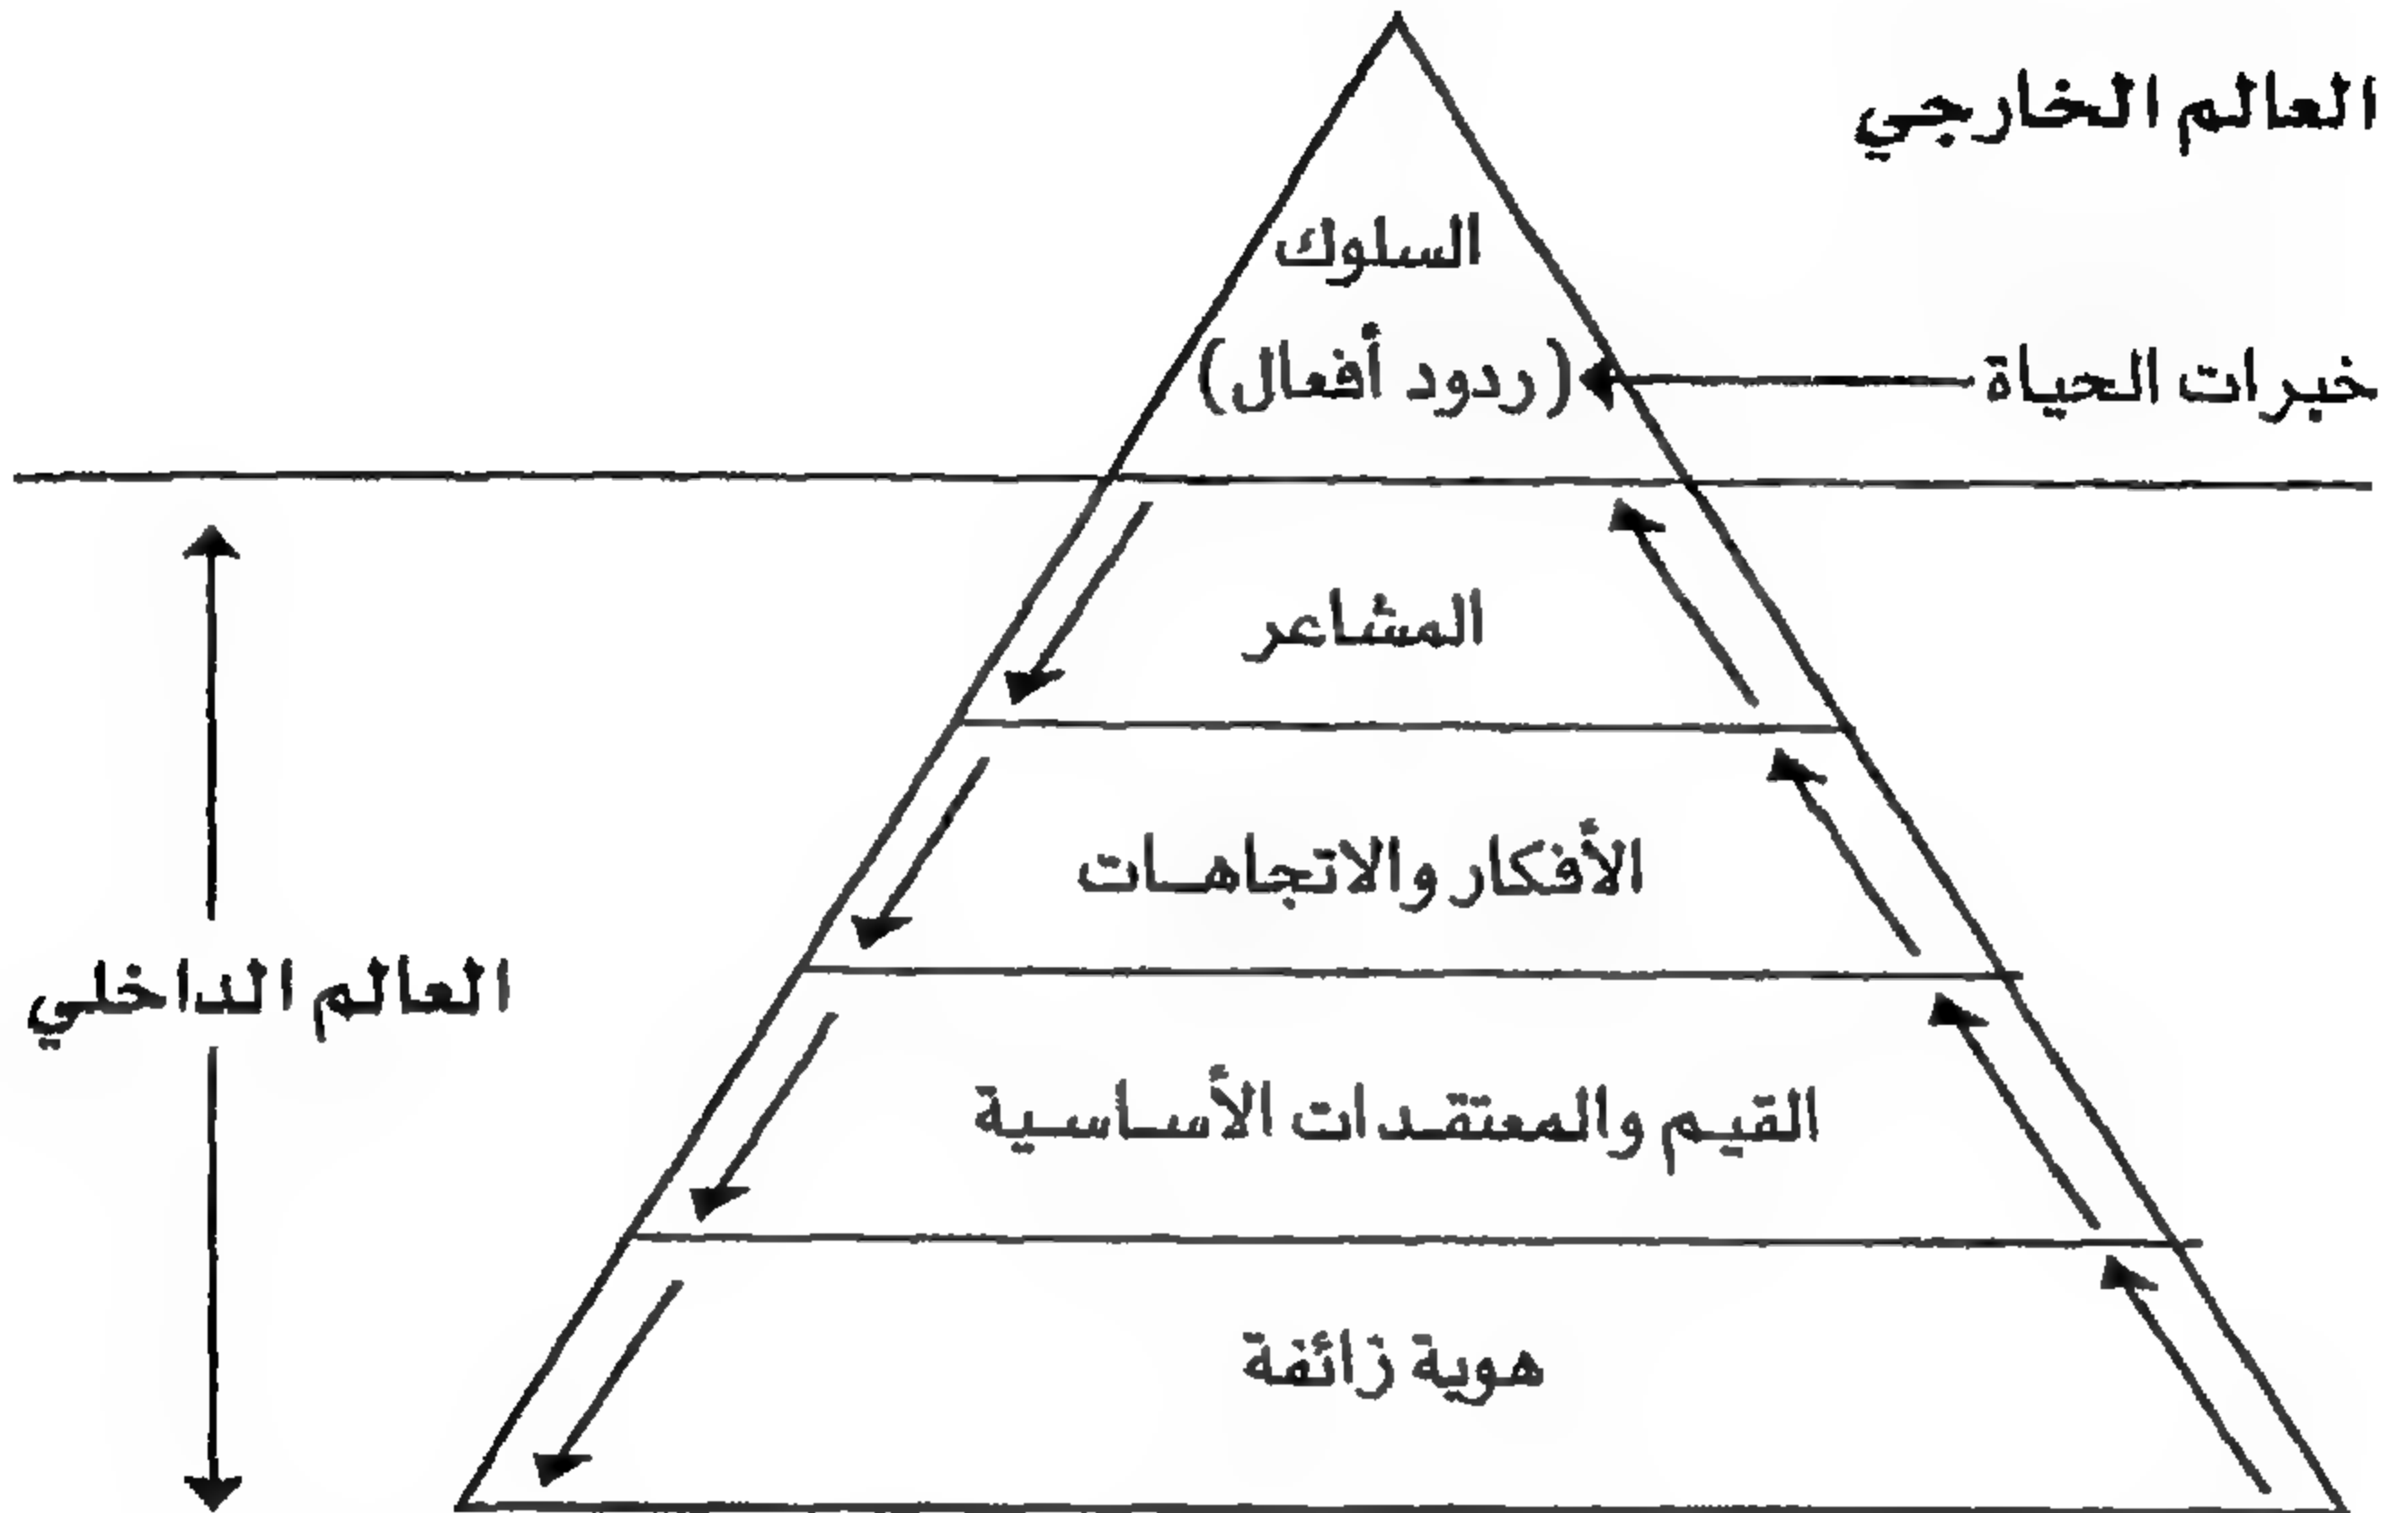 العالم الخارجي
السلوك
(ردود أفعال)
خبرات الحياة
المشاعر
الأفكار والاتجاهات
العالم الداخلي
القيم والمعتقدات الأساسية
هوية زائفة